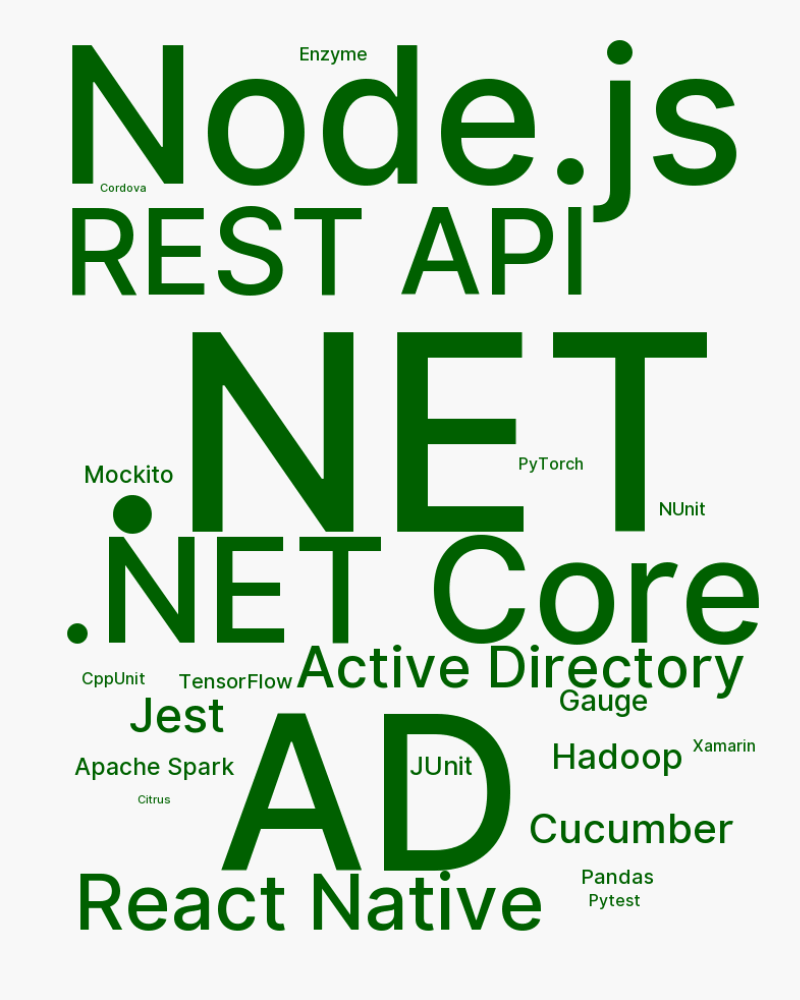 Node.js
Enzyme
Cordova
REST API
.NET
Mockito
PyTorch
NUnit
.NET Core
Active Directory
CppUnit
TensorFlow
Gauge
Jest
AD
JUnit
Hadoop
Xamarin
Apache Spark
Citrus
Cucumber
React Native
Pandas
Pytest